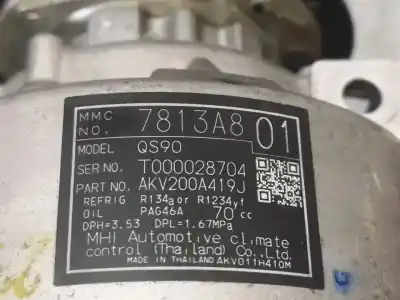 MMC NO. 7813A8 01
MODEL QS90
SER NO. T000028704
PART NO. AKV200A419J
REFRIG R134a or R1234yf
OIL PAG46A 70cc
DPH=3.53 DPL=1.67MPa
MHI Automotive climate
control (Thailand) Co.,Ltd.
MADE IN THAILAND AKV011H410M